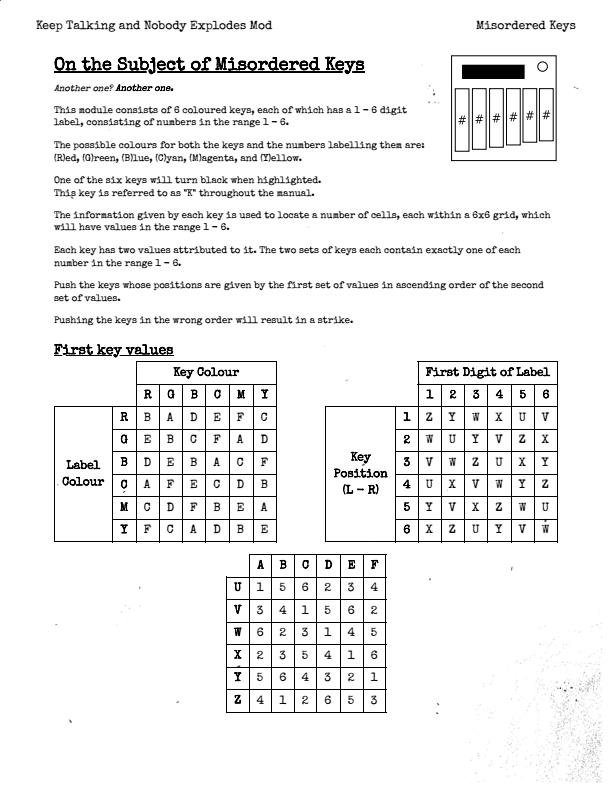 Keep Talking and Nobody Explodes Mod Misordered Keys
On the Subject of Misordered Keys
Another one? Another one.
This module consists of 6 coloured keys, each of which has a 1 - 6 digit
label, consisting of numbers in the range 1 - 6.
# # # # # #
The possible colours for both the keys and the numbers labelling them are:
(R)ed, (G)reen, (B)lue, (C)yan, (M)agenta, and (Y)ellow.
One of the six keys will turn black when highlighted.
This key is referred to as "K" throughout the manual.
The information given by each key is used to locate a number of cells, each within a 6x6 grid, which
will have values in the range 1 - 6.
Each key has two values attributed to it. The two sets of keys each contain exactly one of each
number in the range 1 - 6.
Push the keys whose positions are given by the first set of values in ascending order of the second
set of values.
Pushing the keys in the wrong order will result in a strike.
First key values
Key Colour
R G B C M Y
Label
Colour
R B A D E F C
G E B C F A D
B D E B A C F
C A F E C D B
M C D F B E A
Y F C A D B E
First Digit of Label
1 2 3 4 5 6
Key
Position
(L - R)
1 Z Y W X U V
2 W U Y V Z X
3 V W Z U X Y
4 U X V W Y Z
5 Y V X Z W U
6 X Z U Y V W
A B C D E F
U 1 5 6 2 3 4
V 3 4 1 5 6 2
W 6 2 3 1 4 5
X 2 3 5 4 1 6
Y 5 6 4 3 2 1
Z 4 1 2 6 5 3